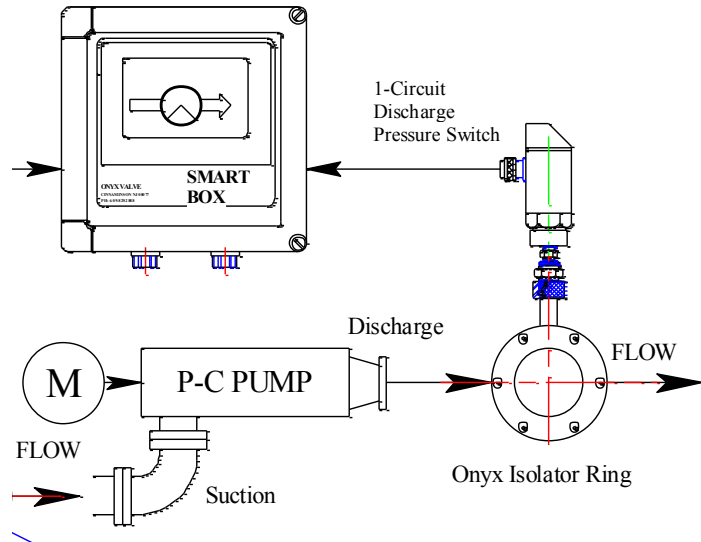 1-Circuit
Discharge
Pressure Switch
ONYX VALVE
SMART
BOX
Discharge
FLOW
M
P-C PUMP
FLOW
Suction
Onyx Isolator Ring